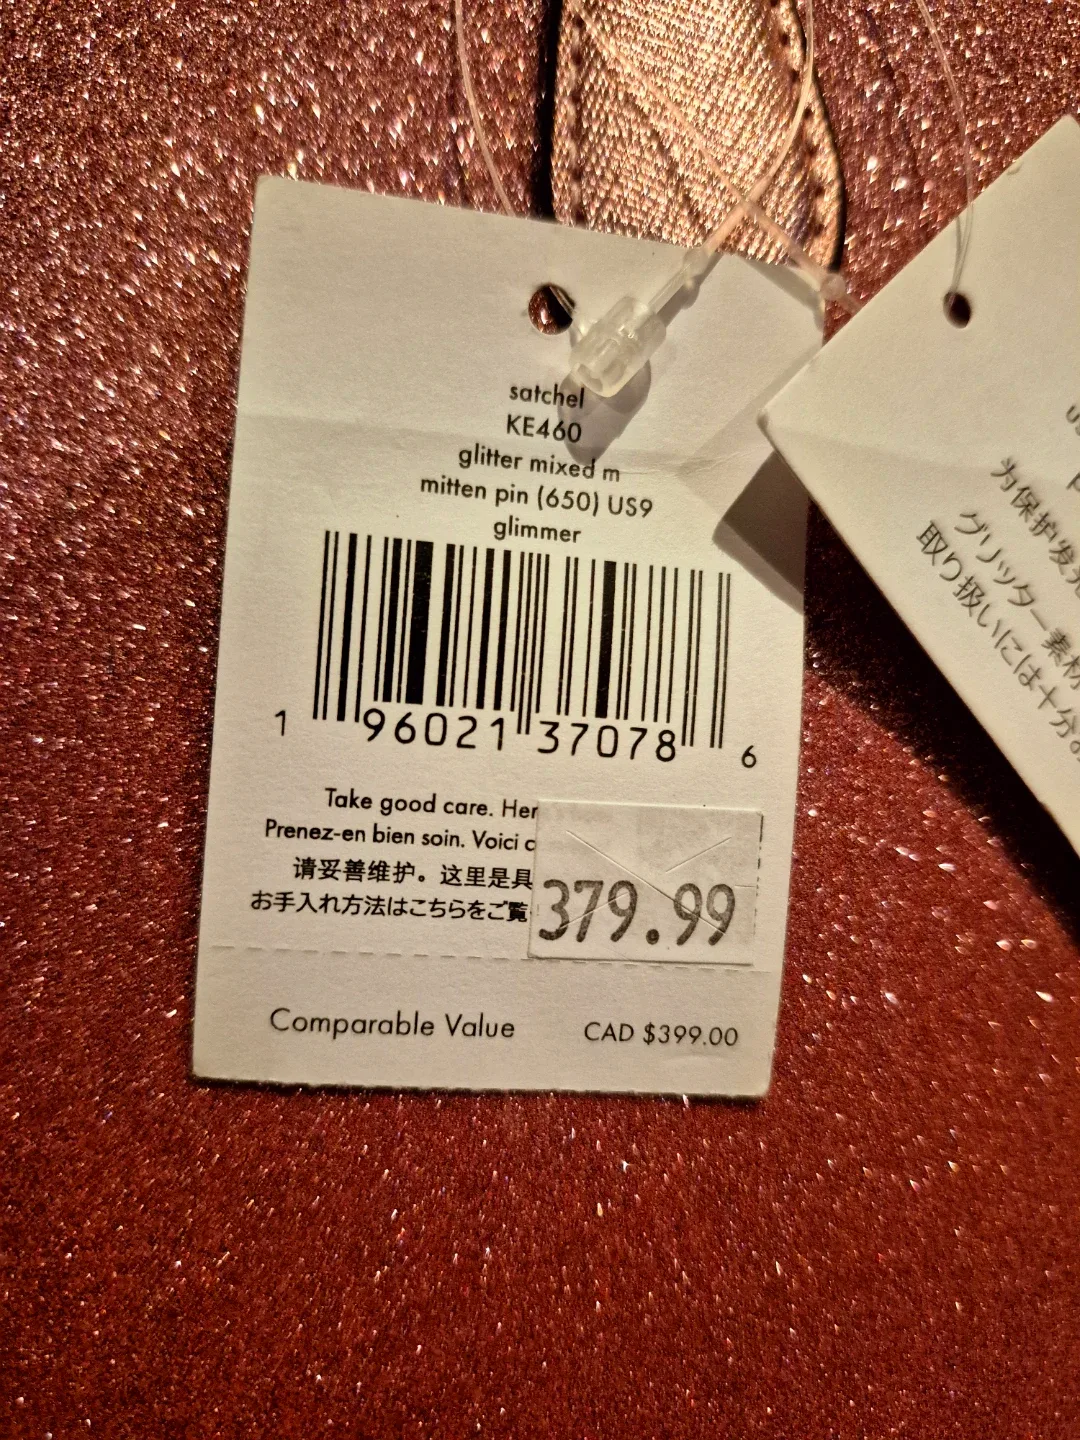 satchel
KE460
glitter mixed m
mitten pin (650) US9
glimmer
1 96021 37078 6
Take good care. Her
Prenez-en bien soin. Voici c
请妥善维护。这里是具
お手入れ方法はこちらをご覧
379.99
Comparable Value CAD $399.00
为保护发
グリッター素材
取り扱いには十分